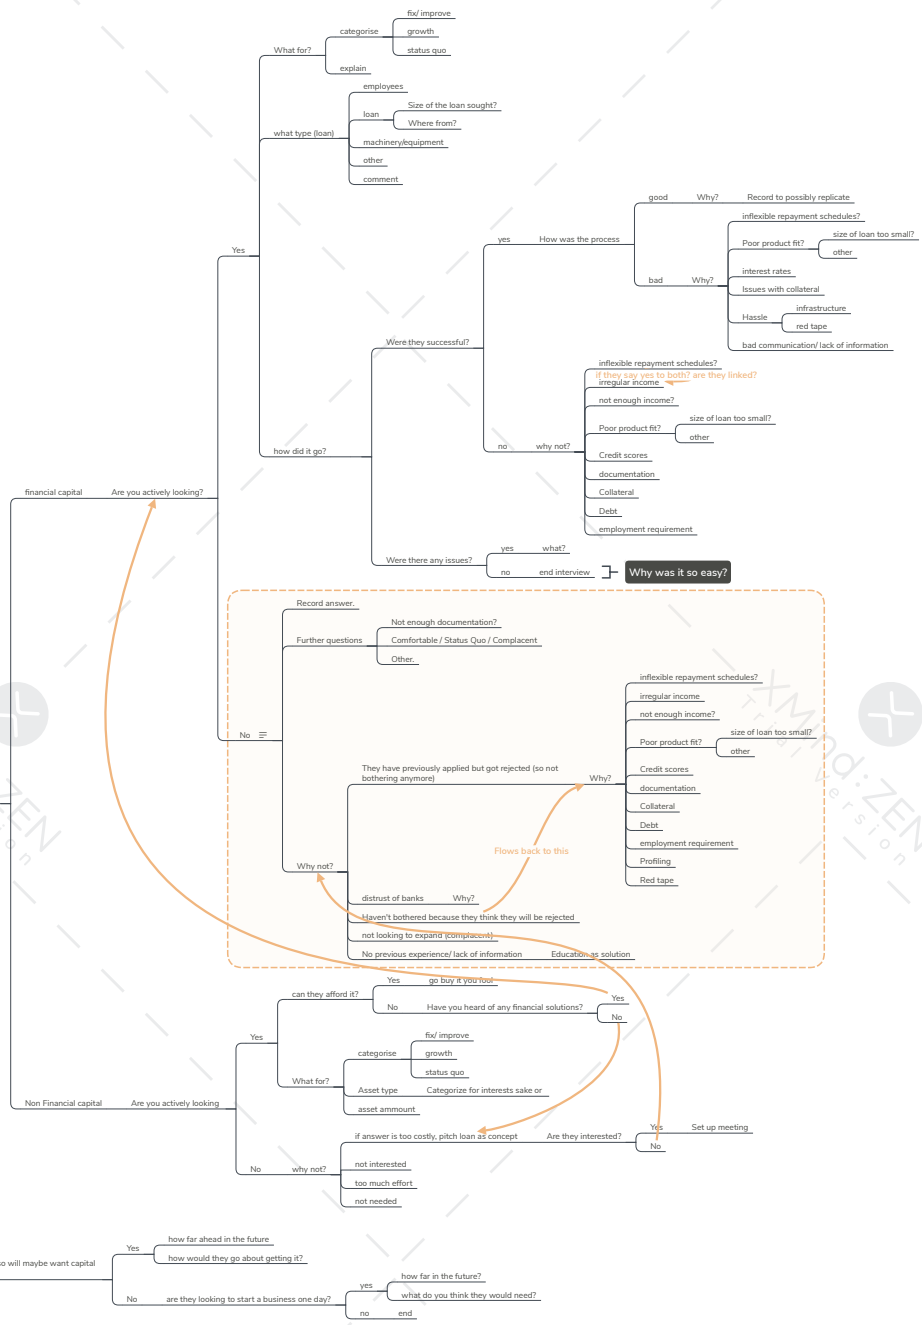 fix/ improve
categorise
growth
What for?
status quo
explain
employees
Size of the loan sought?
loan
Where from?
what type (loan)
machinery/equipment
other
comment
Yes
good
Why?
Record to possibly replicate
inflexible repayment schedules?
size of loan too small?
yes
How was the process
Poor product fit?
other
interest rates
bad
Why?
Issues with collateral
infrastructure
Hassle
red tape
bad communication/ lack of information
Were they successful?
inflexible repayment schedules?
if they say yes to both? are they linked?
irregular income
not enough income?
size of loan too small?
Poor product fit?
other
no
why not?
Credit scores
documentation
Collateral
Debt
employment requirement
how did it go?
financial capital
Are you actively looking?
yes
what?
Were there any issues?
no
end interview
Why was it so easy?
Record answer.
Not enough documentation?
Further questions
Comfortable / Status Quo / Complacent
Other.
No
inflexible repayment schedules?
irregular income
not enough income?
size of loan too small?
Poor product fit?
other
They have previously applied but got rejected (so not
bothering anymore)
Why?
Credit scores
documentation
Collateral
Debt
employment requirement
Profiling
Red tape
Flows back to this
Why not?
distrust of banks
Why?
Haven't bothered because they think they will be rejected
not looking to expand (complacent)
No previous experience/ lack of information
Education as solution
XMind:ZEN
Trial Version
ZEN
sion
Yes
go buy it you fool
can they afford it?
Yes
No
Have you heard of any financial solutions?
No
Yes
fix/ improve
categorise
growth
status quo
What for?
Asset type
Categorize for interests sake or
asset ammount
Non Financial capital
Are you actively looking
Yes
Set up meeting
if answer is too costly, pitch loan as concept
Are they interested?
No
No
why not?
not interested
too much effort
not needed
how far ahead in the future
Yes
how would they go about getting it?
so will maybe want capital
how far in the future?
yes
what do you think they would need?
No
are they looking to start a business one day?
no
end